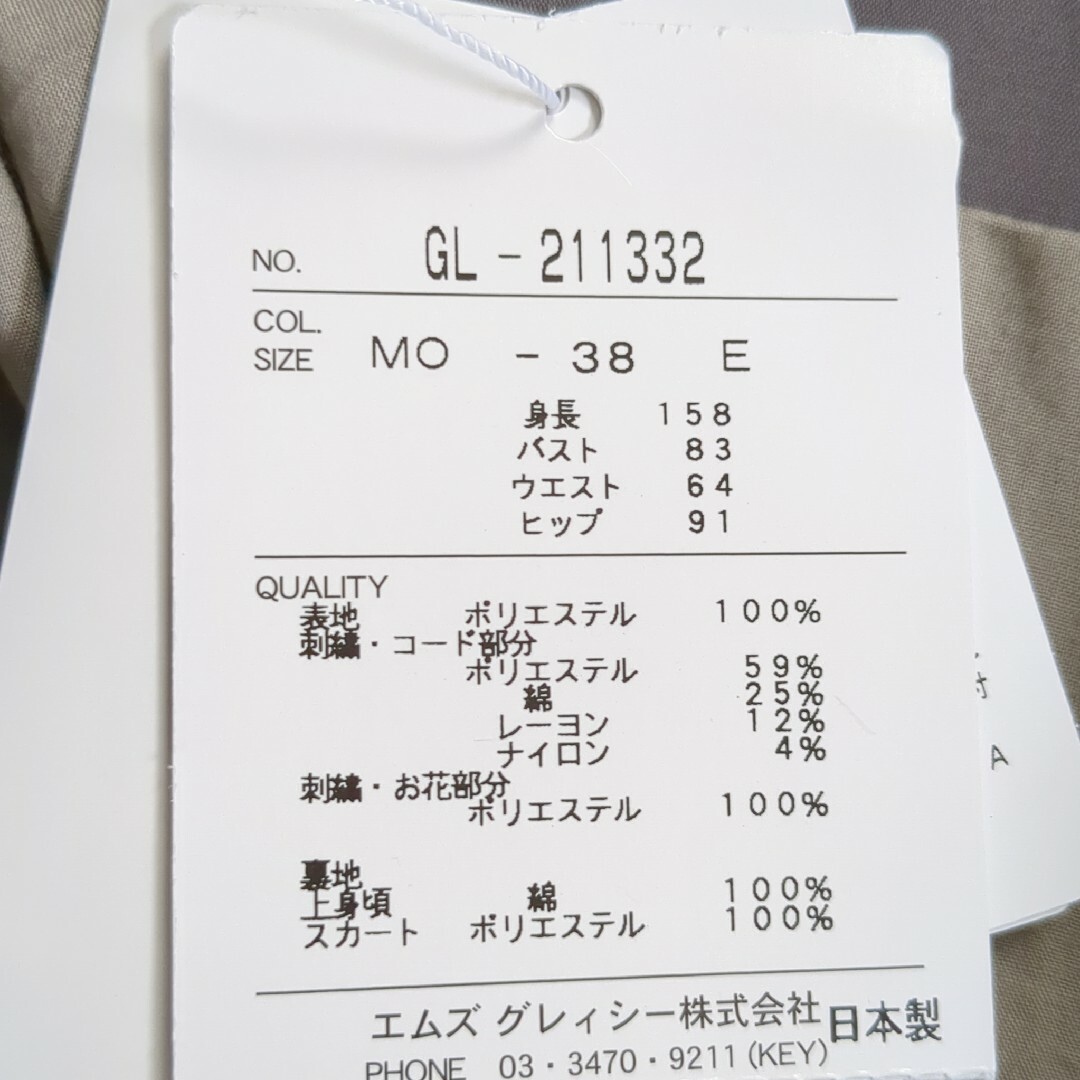 NO. GL-211332
COL.
SIZE MO - 38 E
身長 158
バスト 83
ウエスト 64
ヒップ 91
QUALITY
表地 ポリエステル 100%
刺繍・コード部分
ポリエステル 59%
綿 25%
レーヨン 12%
ナイロン 4%
刺繍・お花部分
ポリエステル 100%
裏地
上身頃 綿 100%
スカート ポリエステル 100%
エムズ グレィシー株式会社 日本製
PHONE 03・3470・9211(KEY)
付
A